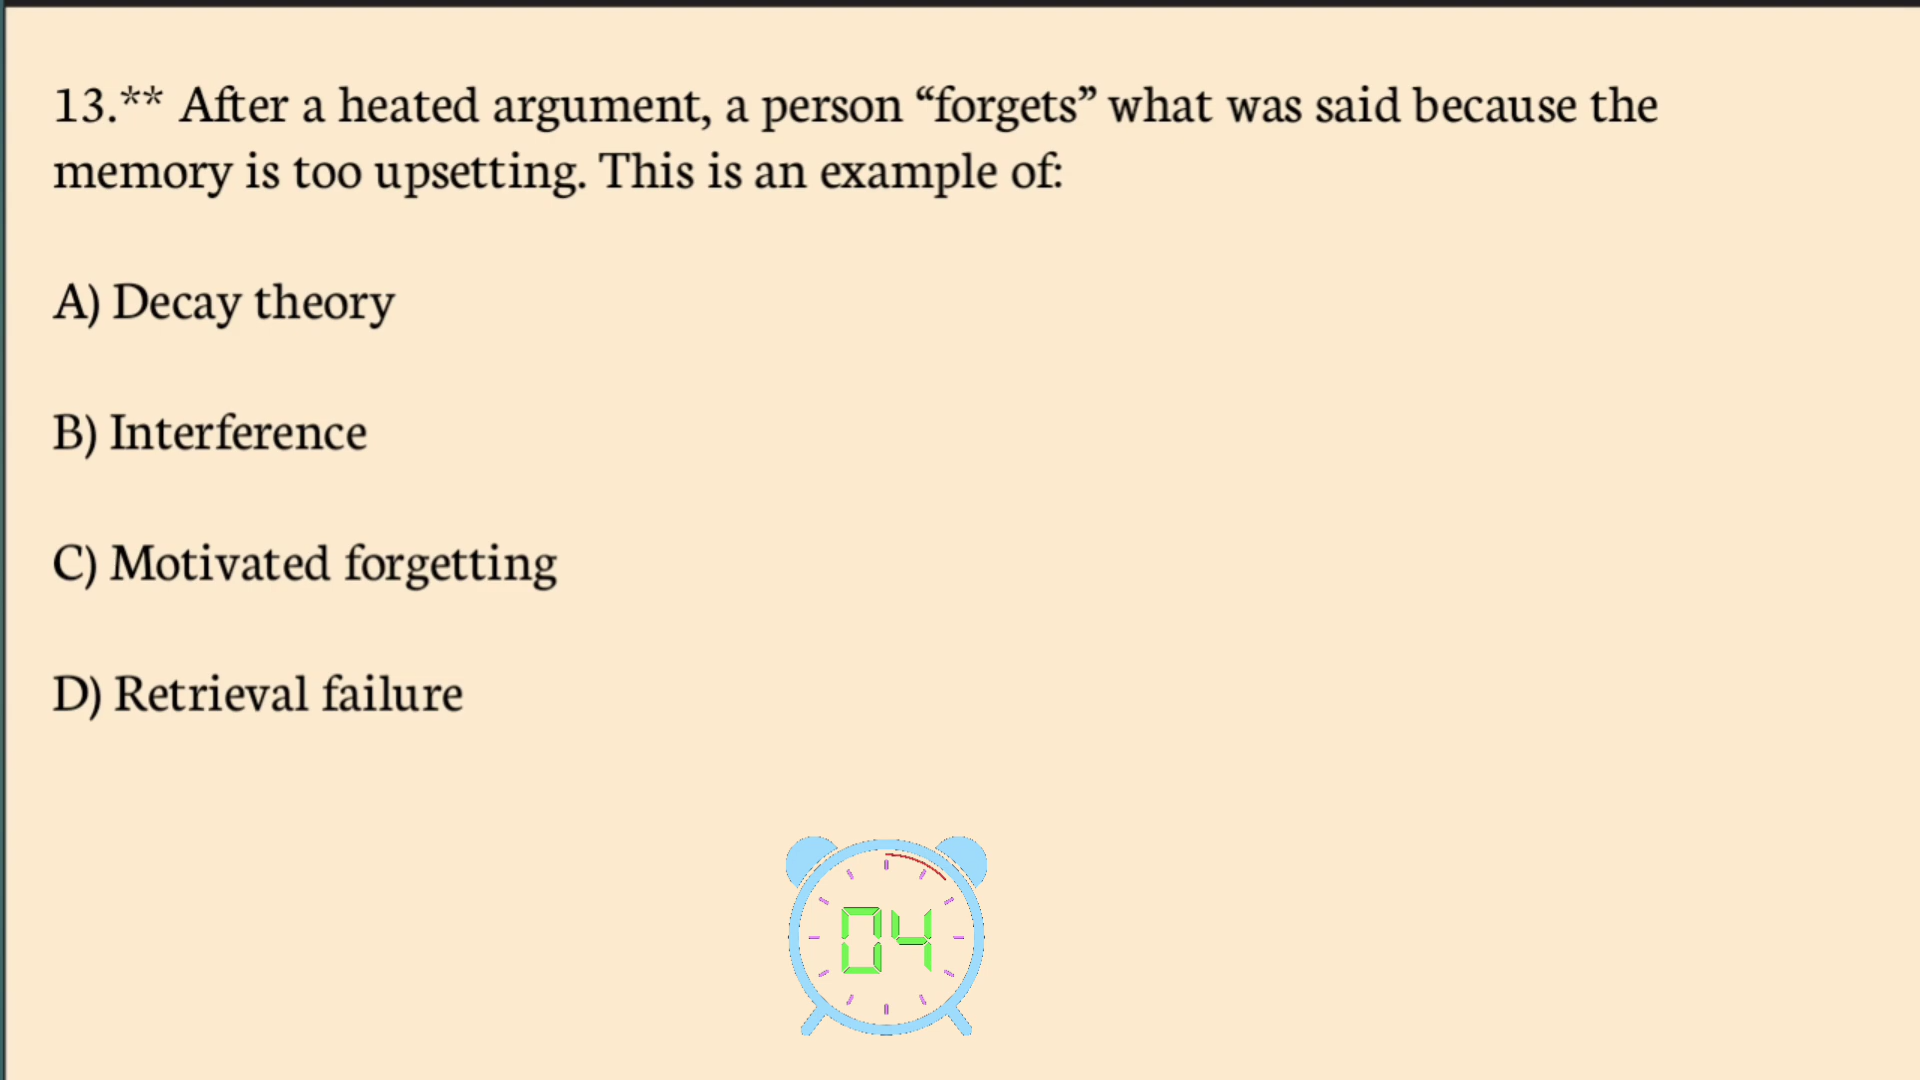 13.** After a heated argument, a person “forgets” what was said because the
memory is too upsetting. This is an example of:
A) Decay theory
B) Interference
C) Motivated forgetting
D) Retrieval failure
04